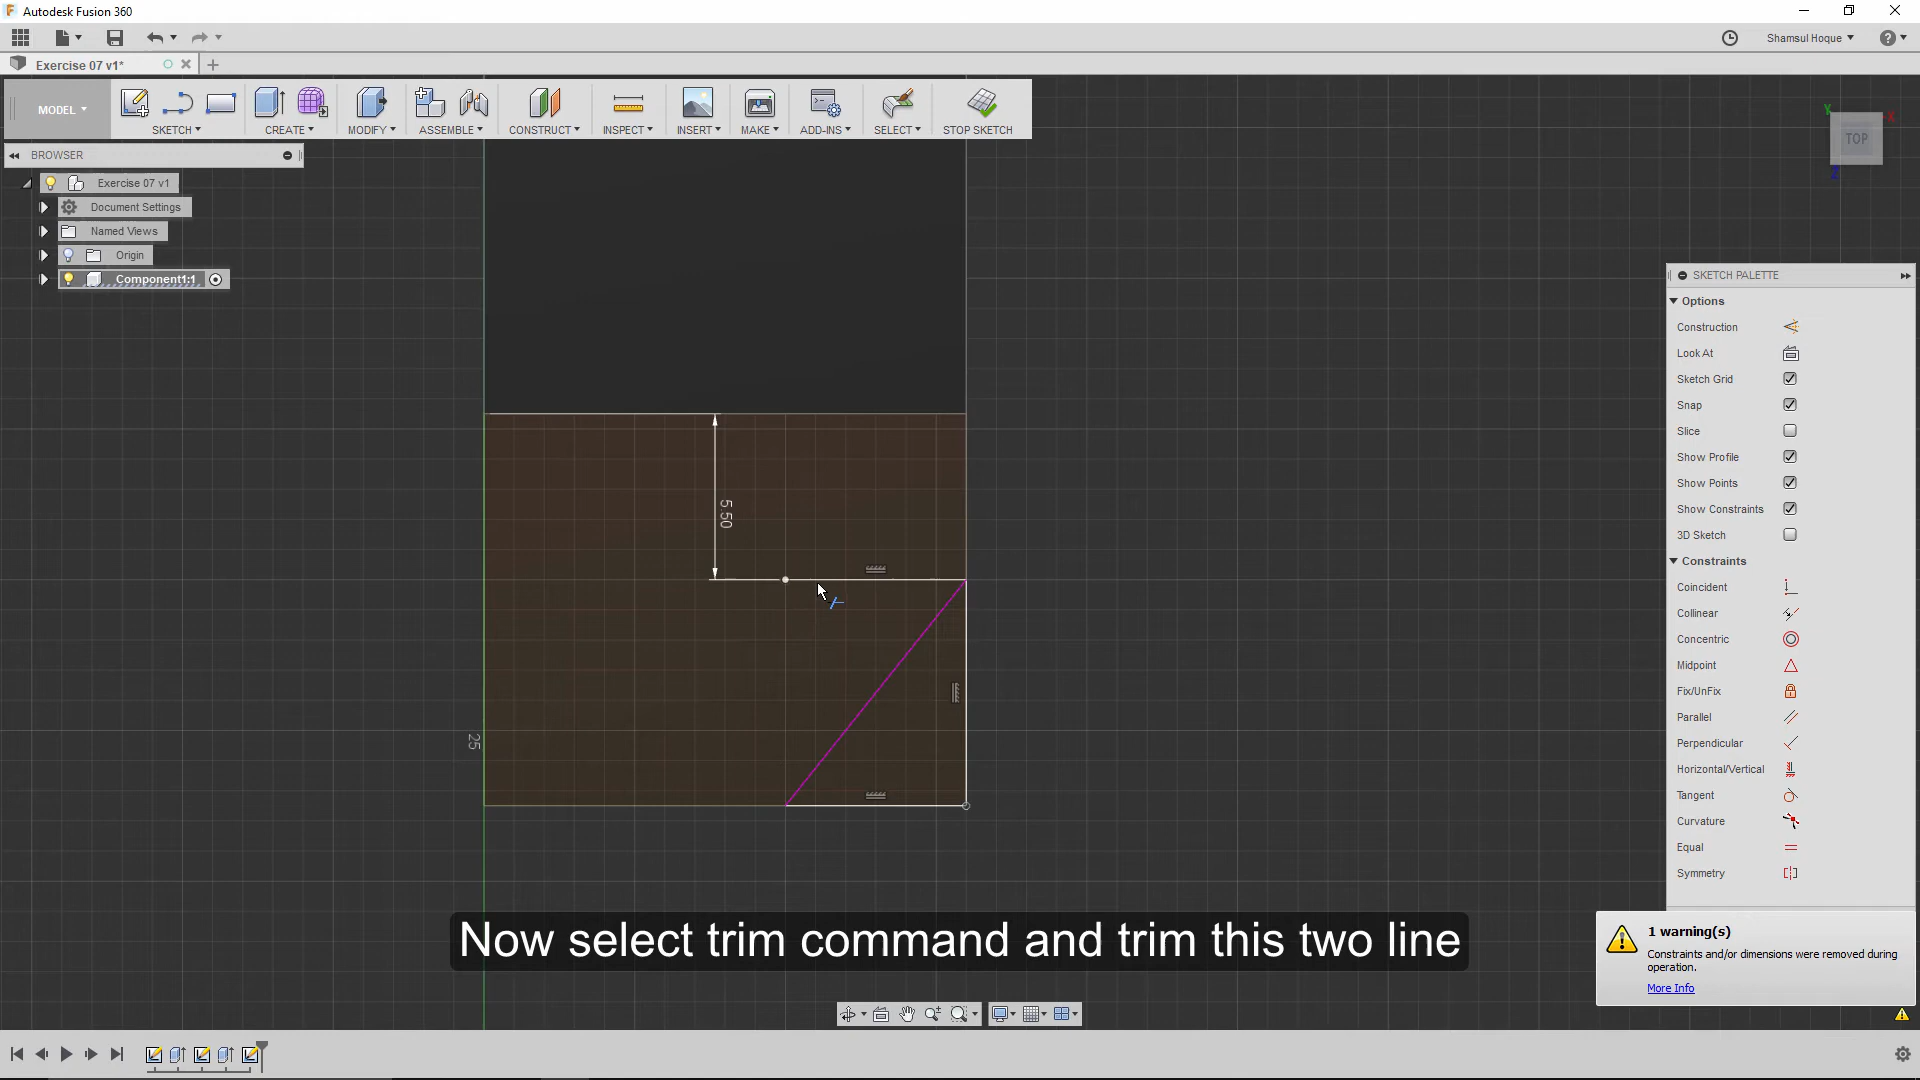 Autodesk Fusion 360
Shamsul Hoque
Exercise 07 v1*
MODEL
SKETCH
CREATE
MODIFY
ASSEMBLE
CONSTRUCT
INSPECT
INSERT
MAKE
ADD-INS
SELECT
STOP SKETCH
Y
X
TOP
Z
BROWSER
Exercise 07 v1
Document Settings
Named Views
Origin
Component1:1
5.50
25
SKETCH PALETTE
Options
Construction
Look At
Sketch Grid
Snap
Slice
Show Profile
Show Points
Show Constraints
3D Sketch
Constraints
Coincident
Collinear
Concentric
Midpoint
Fix/UnFix
Parallel
Perpendicular
Horizontal/Vertical
Tangent
Curvature
Equal
Symmetry
Now select trim command and trim this two line
1 warning(s)
Constraints and/or dimensions were removed during
operation.
More Info